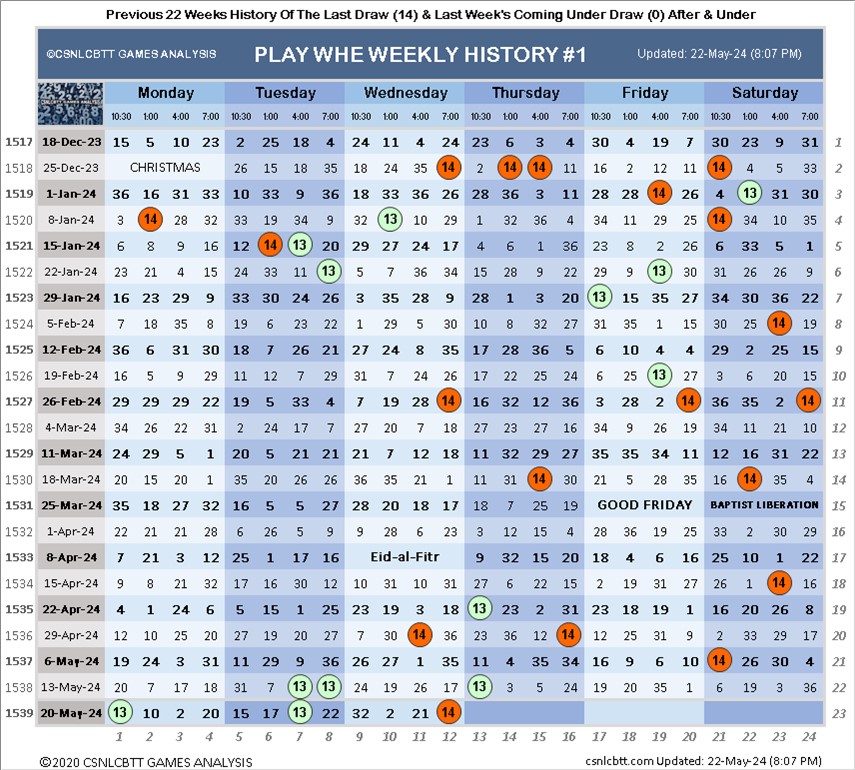 Previous 22 Weeks History Of The Last Draw (14) & Last Week's Coming Under Draw (0) After & Under
©CSNLCBTT GAMES ANALYSIS PLAY WHE WEEKLY HISTORY #1 Updated: 22-May-24 (8:07 PM)
Monday Tuesday Wednesday Thursday Friday Saturday
CSNLCBTT GAMES ANALYSIS 10:30 1:00 4:00 7:00 10:30 1:00 4:00 7:00 10:30 1:00 4:00 7:00 10:30 1:00 4:00 7:00 10:30 1:00 4:00 7:00 10:30 1:00 4:00 7:00
1517 18-Dec-23 15 5 10 23 2 25 18 4 24 11 4 24 23 6 3 4 30 4 19 7 30 23 9 31 1
1518 25-Dec-23 CHRISTMAS 26 15 18 35 18 24 35 14 2 14 14 11 16 2 12 11 14 4 5 33 2
1519 1-Jan-24 36 16 31 33 10 33 9 36 18 33 36 26 28 36 3 11 28 28 14 26 4 13 31 30 3
1520 8-Jan-24 3 14 28 32 33 19 34 9 32 13 10 29 1 32 36 4 34 11 29 25 14 34 10 35 4
1521 15-Jan-24 6 8 9 16 12 14 13 20 29 27 24 17 4 6 1 36 23 8 2 26 6 33 5 1 5
1522 22-Jan-24 23 21 4 15 24 33 11 13 5 7 36 34 15 28 9 22 29 9 13 30 31 26 26 9 6
1523 29-Jan-24 16 23 29 9 33 30 24 26 3 35 28 9 28 1 3 20 13 15 35 27 34 30 36 22 7
1524 5-Feb-24 7 18 35 8 19 6 23 22 1 29 5 30 10 8 32 27 31 35 1 15 30 25 14 19 8
1525 12-Feb-24 36 6 31 30 18 7 26 21 27 24 8 35 17 28 36 5 6 10 4 4 29 2 25 15 9
1526 19-Feb-24 16 5 9 29 11 12 7 29 31 7 24 26 17 22 25 24 6 25 13 27 3 6 20 15 10
1527 26-Feb-24 29 29 29 22 19 5 33 4 7 19 28 14 16 32 12 36 3 28 2 14 36 35 2 14 11
1528 4-Mar-24 34 26 22 31 2 24 17 7 27 20 7 18 27 23 27 16 34 9 26 19 34 11 21 10 12
1529 11-Mar-24 24 29 5 1 20 5 21 21 21 7 12 18 11 32 29 27 35 35 34 11 12 16 31 22 13
1530 18-Mar-24 20 15 20 1 35 20 26 26 36 35 21 1 11 31 14 30 21 5 28 35 16 14 35 4 14
1531 25-Mar-24 35 18 27 32 16 5 5 27 28 20 18 17 18 7 25 19 GOOD FRIDAY BAPTIST LIBERATION 15
1532 1-Apr-24 22 21 21 28 6 26 5 9 9 28 6 23 3 12 15 4 28 36 19 25 33 2 30 29 16
1533 8-Apr-24 7 21 3 12 25 1 17 16 Eid-al-Fitr 9 32 15 20 18 4 6 16 25 10 1 22 17
1534 15-Apr-24 9 8 21 32 17 16 30 12 10 31 10 31 27 6 22 15 2 19 31 27 26 1 14 16 18
1535 22-Apr-24 4 1 24 6 5 15 1 25 23 19 3 18 13 23 2 31 23 18 19 1 16 20 26 8 19
1536 29-Apr-24 12 10 25 20 27 19 20 27 7 30 11 36 23 36 12 14 12 25 31 9 2 33 29 17 20
1537 6-May-24 19 24 3 31 11 29 9 36 26 27 1 35 11 4 35 34 16 9 6 10 14 26 30 4 21
1538 13-May-24 20 7 17 18 31 7 13 13 24 19 26 17 13 3 5 24 19 20 35 1 6 19 3 36 22
1539 20-May-24 13 10 2 20 15 17 13 22 32 2 21 14 23
1 2 3 4 5 6 7 8 9 10 11 12 13 14 15 16 17 18 19 20 21 22 23 24
©2020 CSNLCBTT GAMES ANALYSIS csnlcbtt.com Updated: 22-May-24 (8:07 PM)